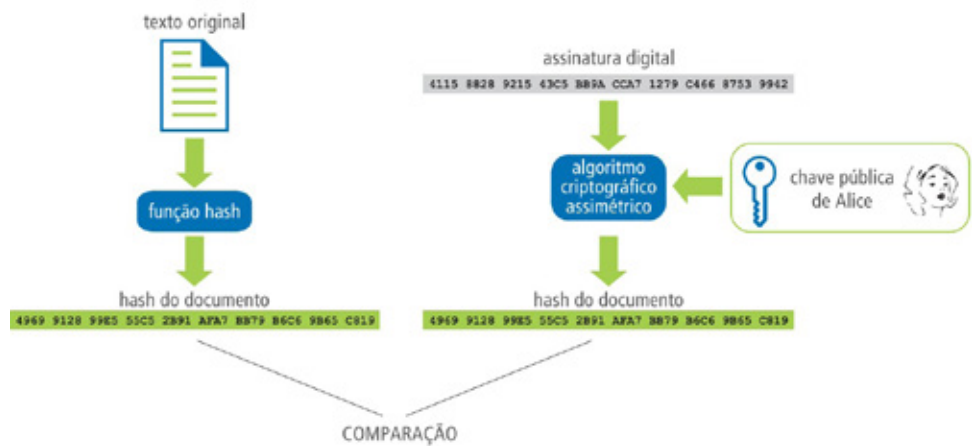 texto original
função hash
hash do documento
4969 9128 99E5 55C5 2B91 AFA7 BB79 B6C6 9B65 C819
assinatura digital
4115 8828 9215 43C5 BB9A CCA7 1279 C466 8753 9942
algoritmo
criptográfico
assimétrico
chave pública
de Alice
hash do documento
4969 9128 99E5 55C5 2B91 AFA7 BB79 B6C6 9B65 C819
COMPARAÇÃO